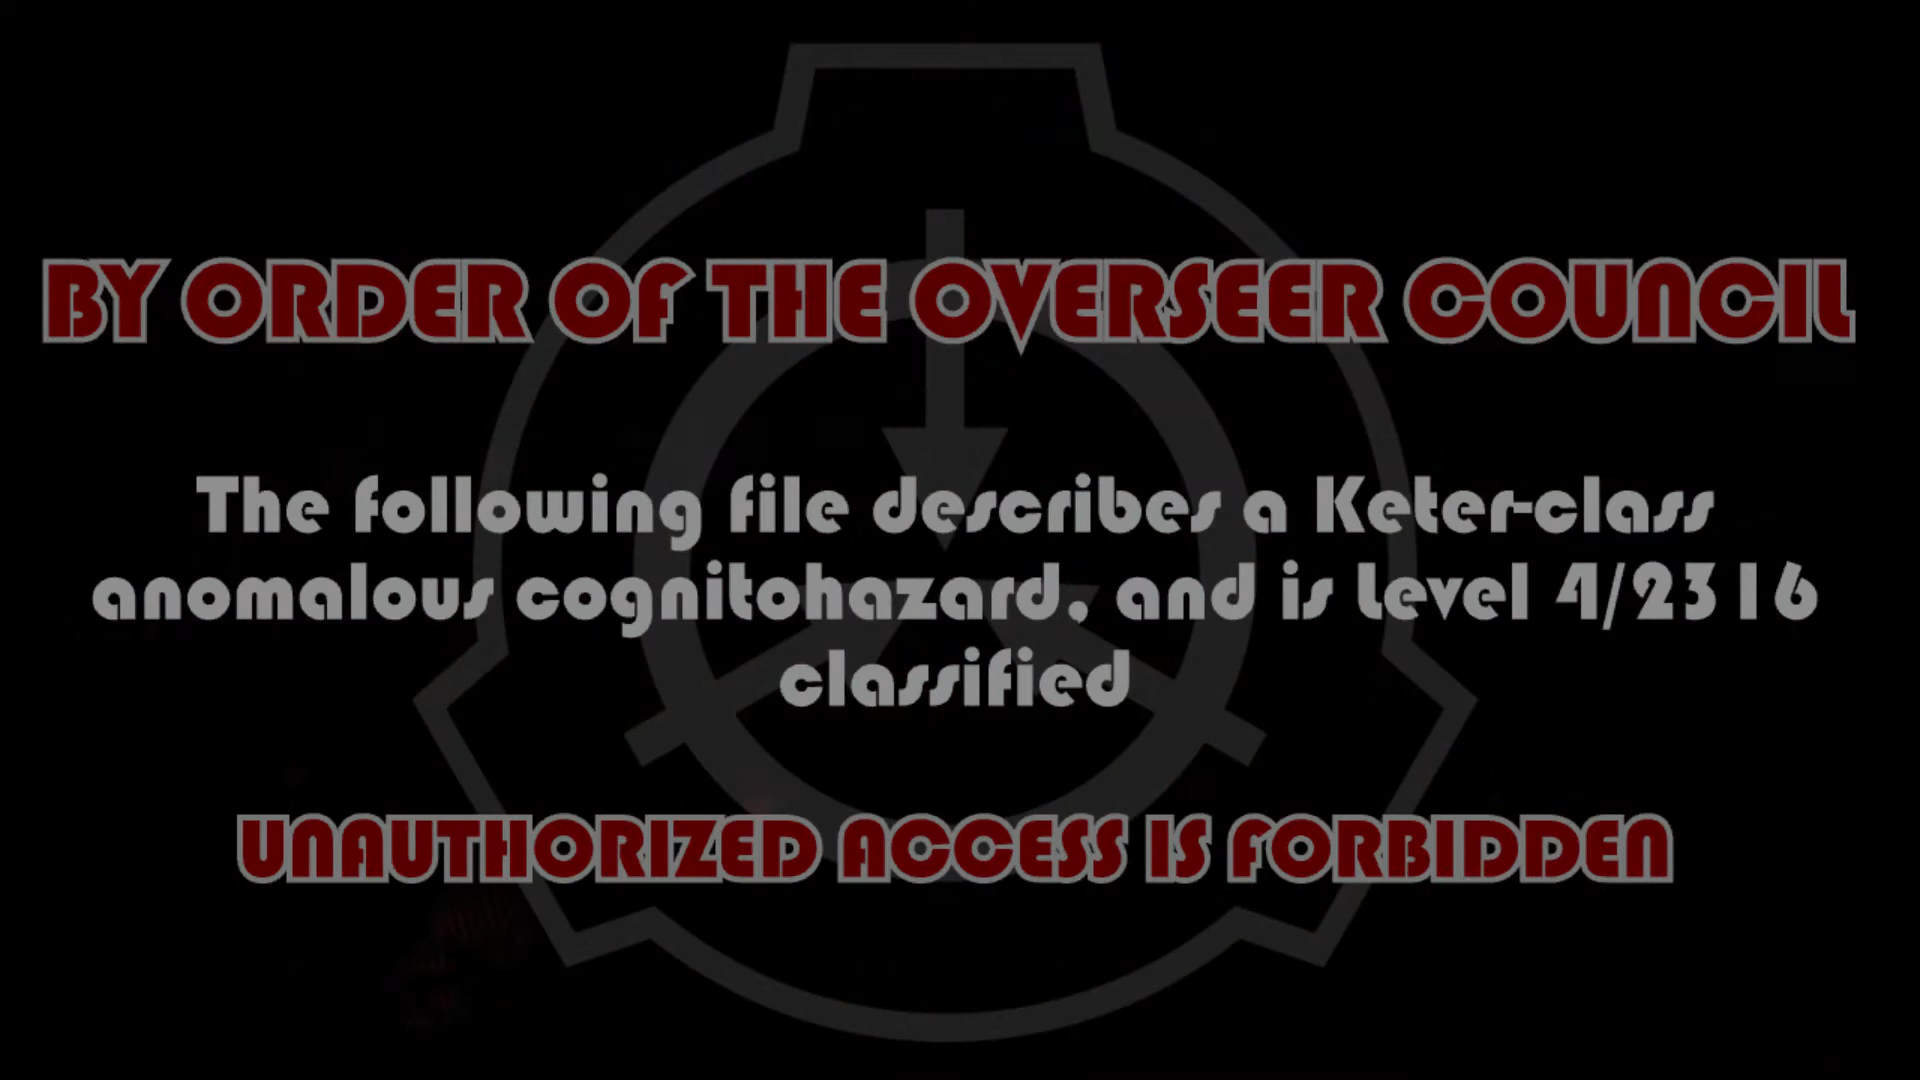 BY ORDER OF THE OVERSEER COUNCIL
The following file describes a Keter-class
anomalous cognitohazard, and is Level 4/2316
classified
UNAUTHORIZED ACCESS IS FORBIDDEN